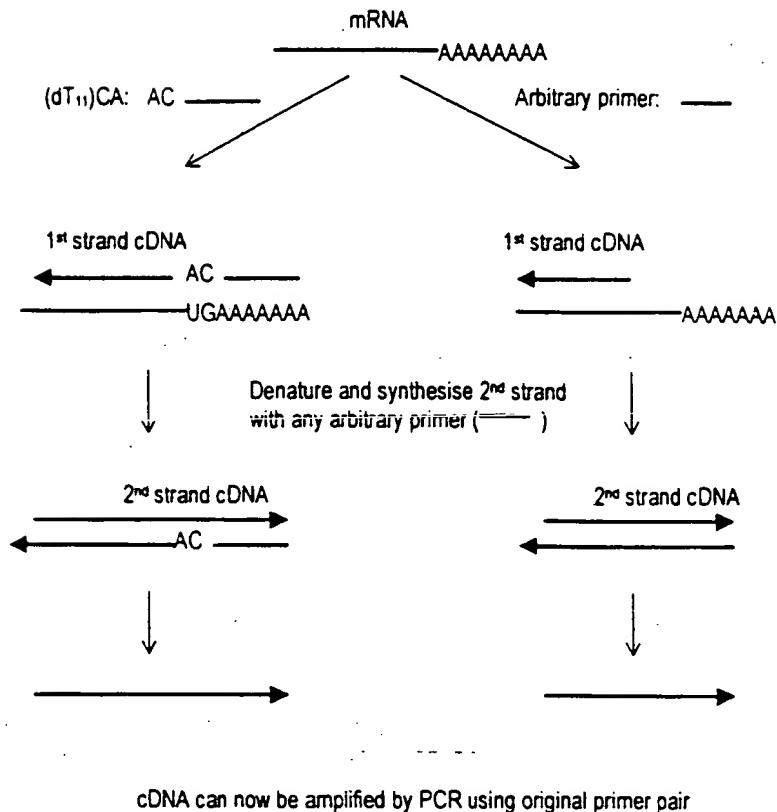 mRNA
AAAAAAAA
(dT₁₁)CA: AC
Arbitrary primer:
1ˢᵗ strand cDNA
1ˢᵗ strand cDNA
AC
UGAAAAAAA
AAAAAAA
Denature and synthesise 2ⁿᵈ strand
with any arbitrary primer ( )
2ⁿᵈ strand cDNA
2ⁿᵈ strand cDNA
AC
cDNA can now be amplified by PCR using original primer pair